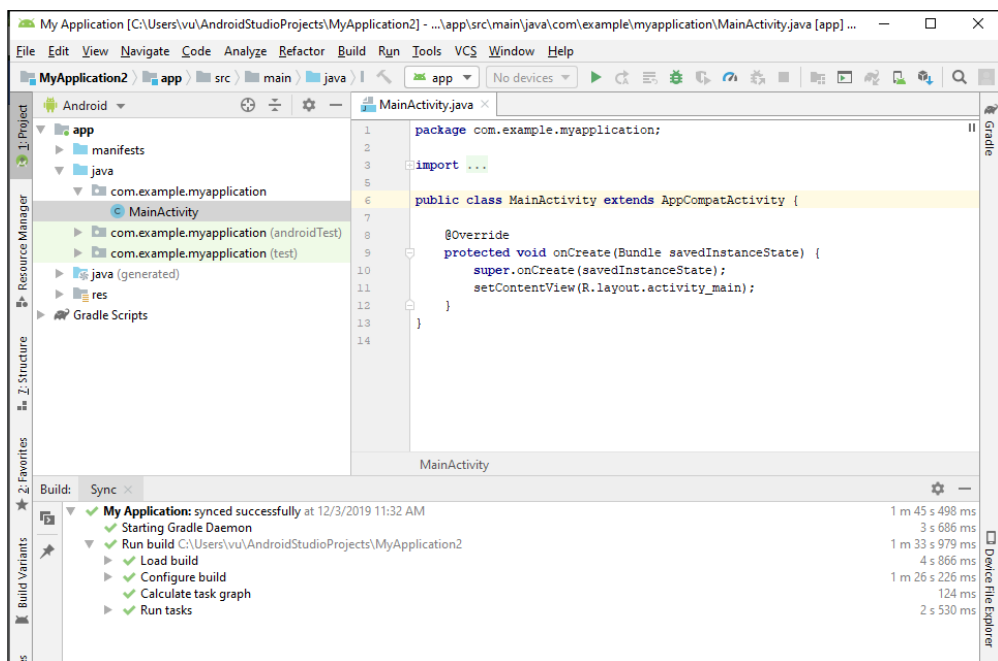 My Application [C:\Users\vu\AndroidStudioProjects\MyApplication2] - ...\app\src\main\java\com\example\myapplication\MainActivity.java [app] ...
File Edit View Navigate Code Analyze Refactor Build Run Tools VCS Window Help
MyApplication2 app src main java app No devices
1: Project
Resource Manager
Z: Structure
2: Favorites
Build Variants
Android
app
manifests
java
com.example.myapplication
MainActivity
com.example.myapplication (androidTest)
com.example.myapplication (test)
java (generated)
res
Gradle Scripts
MainActivity.java
1 package com.example.myapplication;
2
3 import ...
5
6 public class MainActivity extends AppCompatActivity {
7
8 @Override
9 protected void onCreate(Bundle savedInstanceState) {
10 super.onCreate(savedInstanceState);
11 setContentView(R.layout.activity_main);
12 }
13 }
14
MainActivity
Gradle
Device File Explorer
Build: Sync
My Application: synced successfully at 12/3/2019 11:32 AM 1 m 45 s 498 ms
Starting Gradle Daemon 3 s 686 ms
Run build C:\Users\vu\AndroidStudioProjects\MyApplication2 1 m 33 s 979 ms
Load build 4 s 866 ms
Configure build 1 m 26 s 226 ms
Calculate task graph 124 ms
Run tasks 2 s 530 ms